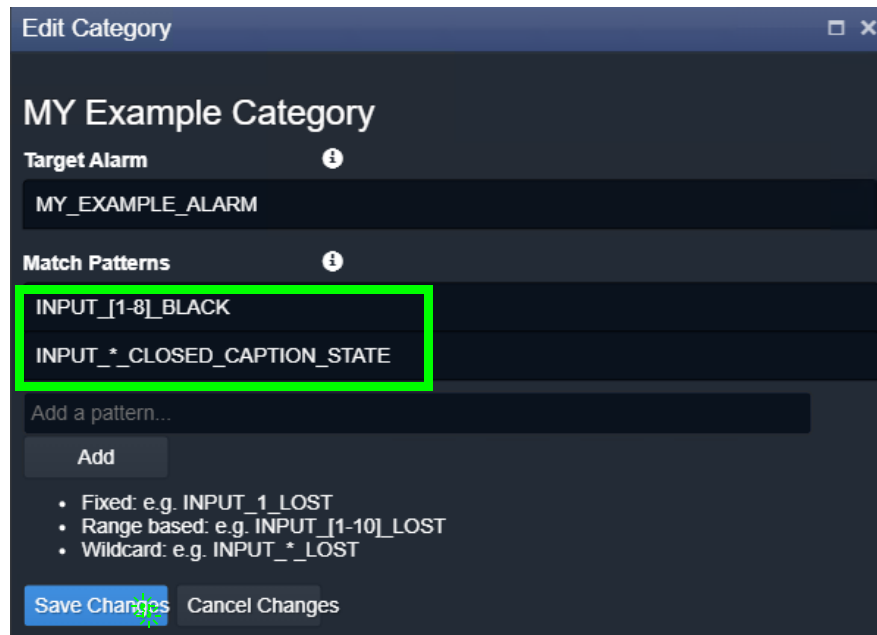 Edit Category
MY Example Category
Target Alarm
MY_EXAMPLE_ALARM
Match Patterns
INPUT_[1-8]_BLACK
INPUT_*_CLOSED_CAPTION_STATE
Add a pattern...
Add
• Fixed: e.g. INPUT_1_LOST
• Range based: e.g. INPUT_[1-10]_LOST
• Wildcard: e.g. INPUT_*_LOST
Save Changes Cancel Changes